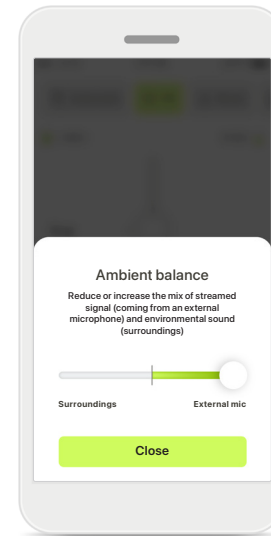 Ambient balance
Reduce or increase the mix of streamed
signal (coming from an external
microphone) and environmental sound
(surroundings)
Surroundings
External mic
Close